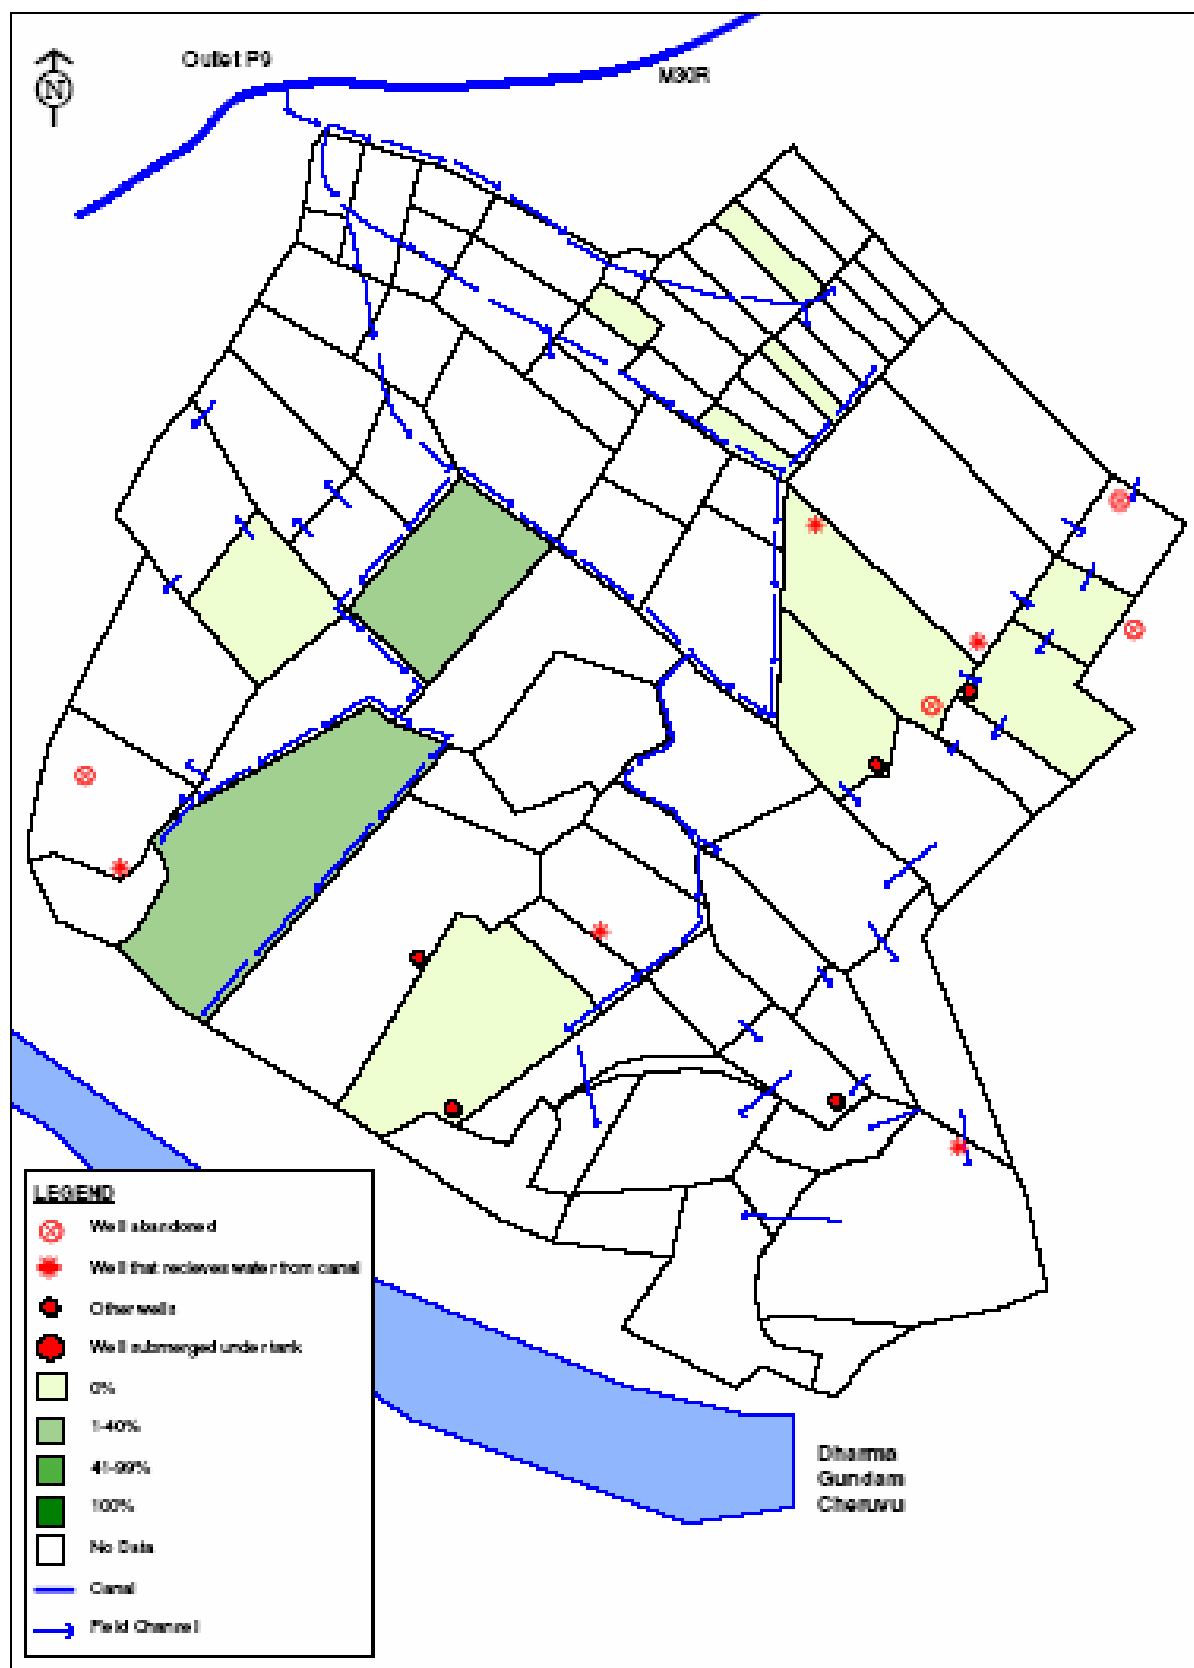 Outlet P9
M30R
N
LEGEND
Well abandoned
Well that recieves water from canal
Other wells
Well submerged under tank
0%
1-40%
41-99%
100%
No Data
Canal
Field Channel
Dharma
Gundam
Cheruvu